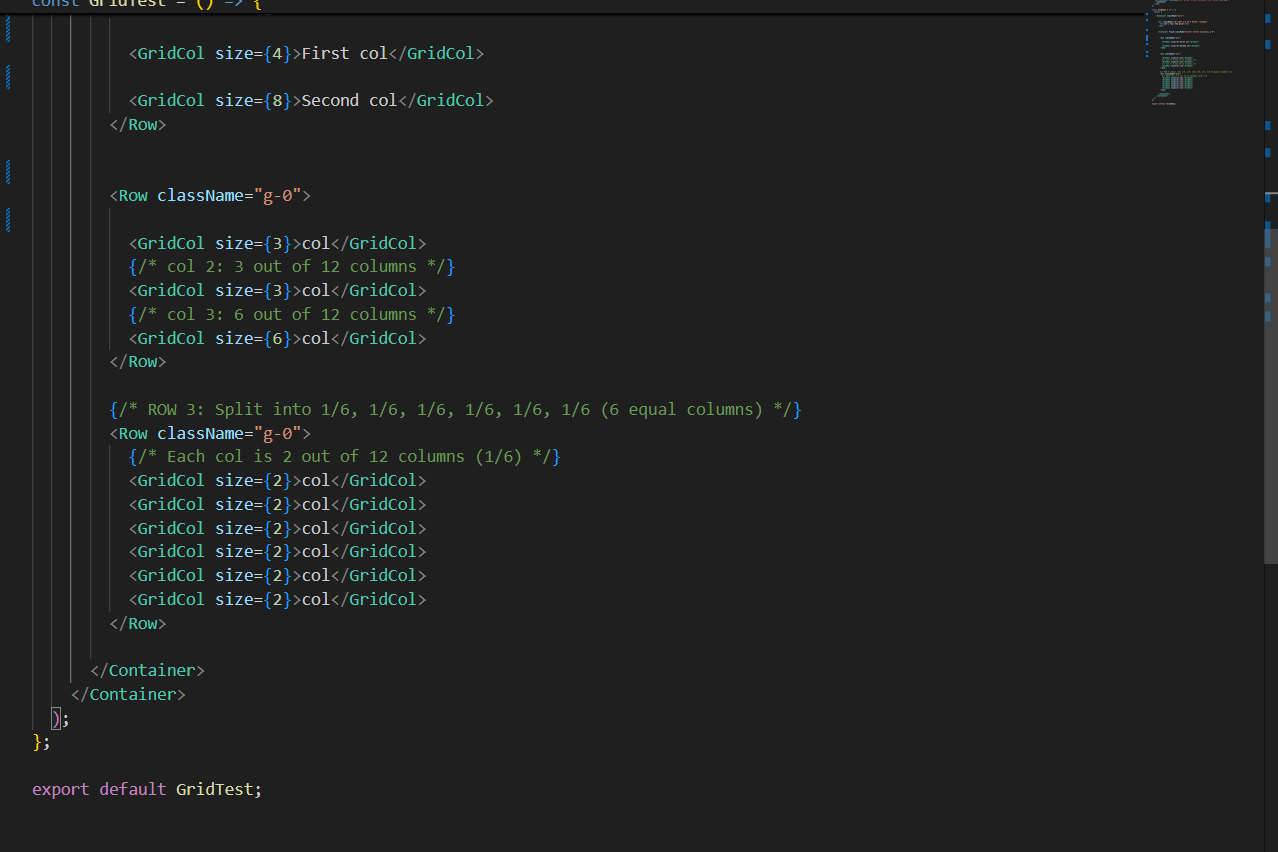 const GridTest = () => {
<GridCol size={4}>First col</GridCol>
<GridCol size={8}>Second col</GridCol>
</Row>
<Row className="g-0">
<GridCol size={3}>col</GridCol>
{/* col 2: 3 out of 12 columns */}
<GridCol size={3}>col</GridCol>
{/* col 3: 6 out of 12 columns */}
<GridCol size={6}>col</GridCol>
</Row>
{/* ROW 3: Split into 1/6, 1/6, 1/6, 1/6, 1/6, 1/6 (6 equal columns) */}
<Row className="g-0">
{/* Each col is 2 out of 12 columns (1/6) */}
<GridCol size={2}>col</GridCol>
<GridCol size={2}>col</GridCol>
<GridCol size={2}>col</GridCol>
<GridCol size={2}>col</GridCol>
<GridCol size={2}>col</GridCol>
<GridCol size={2}>col</GridCol>
</Row>
</Container>
</Container>
);
};
export default GridTest;